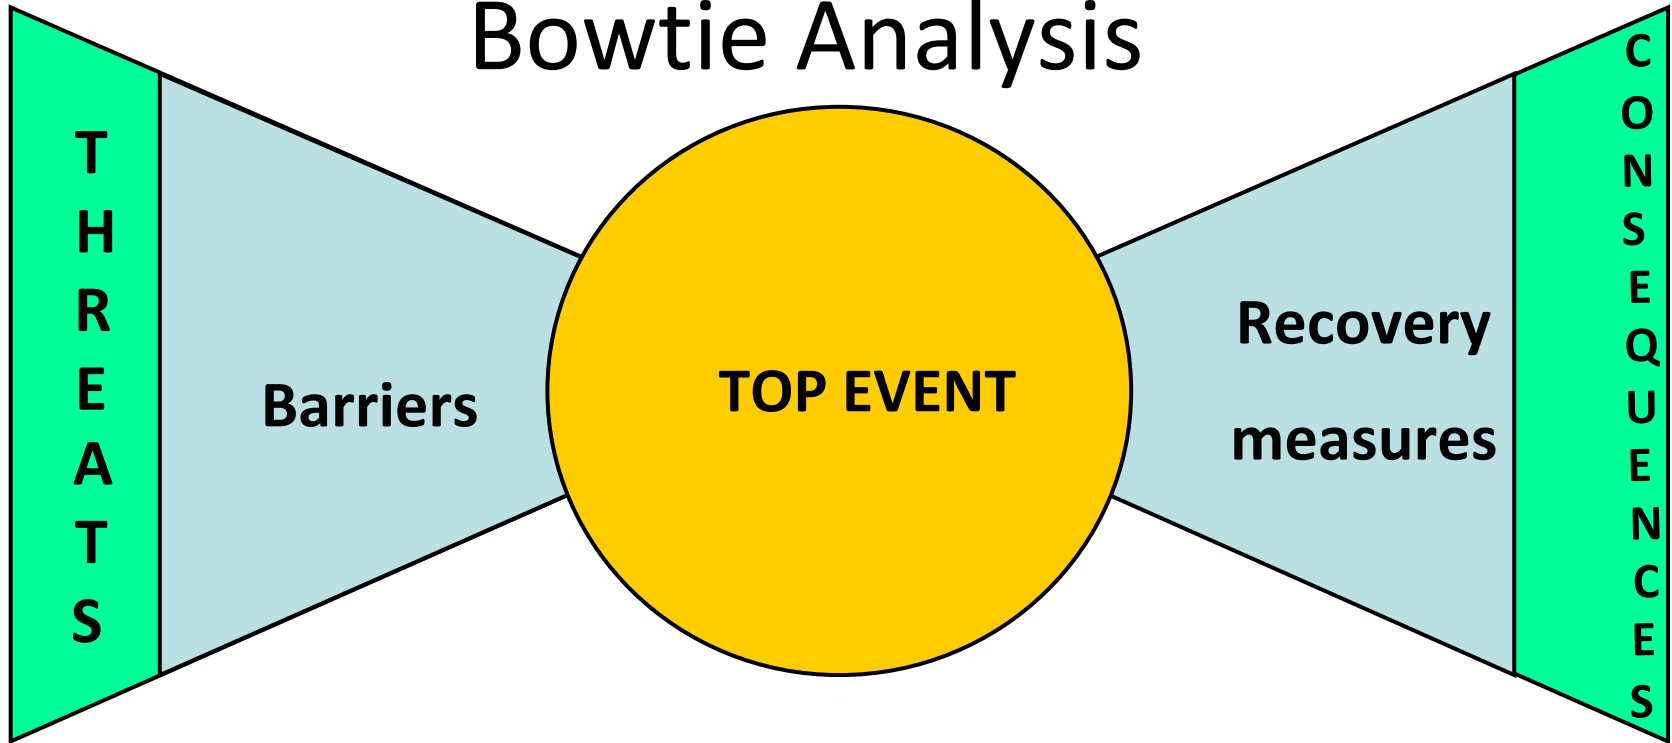 Bowtie Analysis
THREATS
Barriers
TOP EVENT
Recovery
measures
CONSEQUENCES